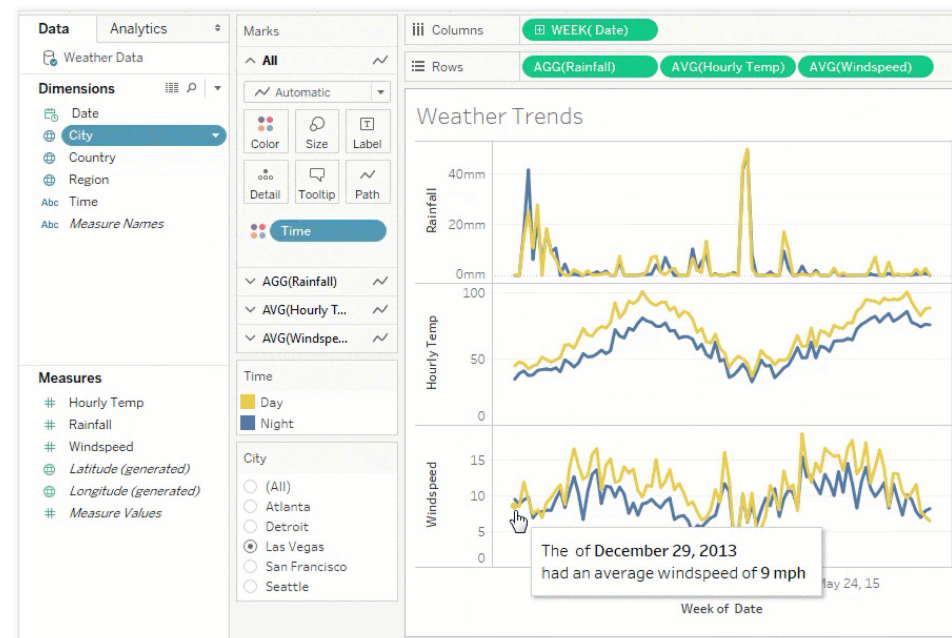 Data
Analytics
Weather Data
Dimensions
Date
City
Country
Region
Abc Time
Abc Measure Names
Measures
Hourly Temp
Rainfall
Windspeed
Latitude (generated)
Longitude (generated)
Measure Values
Marks
All
Automatic
Color Size Label
Detail Tooltip Path
Time
AGG(Rainfall)
AVG(Hourly T...
AVG(Windspe...
Time
Day
Night
City
(All)
Atlanta
Detroit
Las Vegas
San Francisco
Seattle
Columns WEEK( Date)
Rows AGG(Rainfall) AVG(Hourly Temp) AVG(Windspeed)
Weather Trends
Rainfall
40mm
20mm
0mm
Hourly Temp
100
50
0
Windspeed
15
10
5
0
The of December 29, 2013
had an average windspeed of 9 mph
24, 15
Week of Date